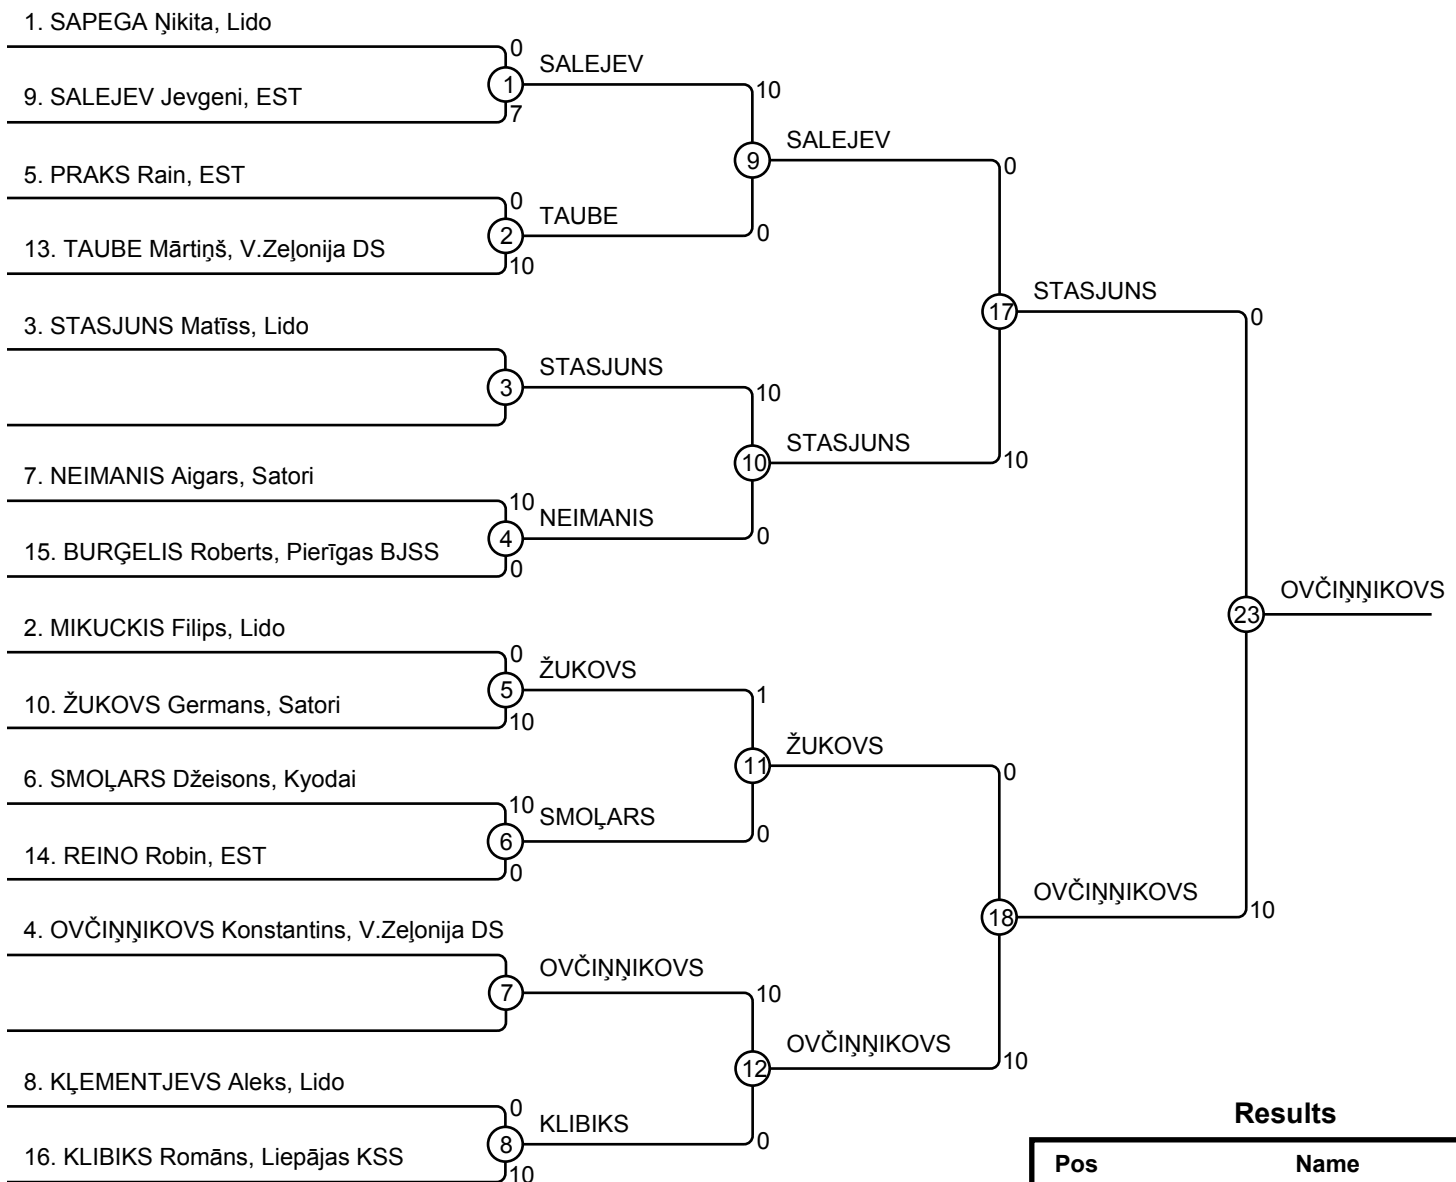 1. SAPEGA Ņikita, Lido
0
SALEJEV
1
10
9. SALEJEV Jevgeni, EST
7
SALEJEV
9
0
5. PRAKS Rain, EST
0
TAUBE
2
0
13. TAUBE Mārtiņš, V.Zeļonija DS
10
STASJUNS
17
0
3. STASJUNS Matīss, Lido
STASJUNS
3
10
STASJUNS
10
10
7. NEIMANIS Aigars, Satori
10
NEIMANIS
4
0
15. BURĢELIS Roberts, Pierīgas BJSS
0
OVČIŅŅIKOVS
23
2. MIKUCKIS Filips, Lido
0
ŽUKOVS
5
1
10. ŽUKOVS Germans, Satori
10
ŽUKOVS
11
0
6. SMOĻARS Džeisons, Kyodai
10
SMOĻARS
6
0
14. REINO Robin, EST
0
OVČIŅŅIKOVS
18
10
4. OVČIŅŅIKOVS Konstantins, V.Zeļonija DS
OVČIŅŅIKOVS
7
10
OVČIŅŅIKOVS
12
10
8. KĻEMENTJEVS Aleks, Lido
0
KLIBIKS
8
0
16. KLIBIKS Romāns, Liepājas KSS
10
Results
Pos Name